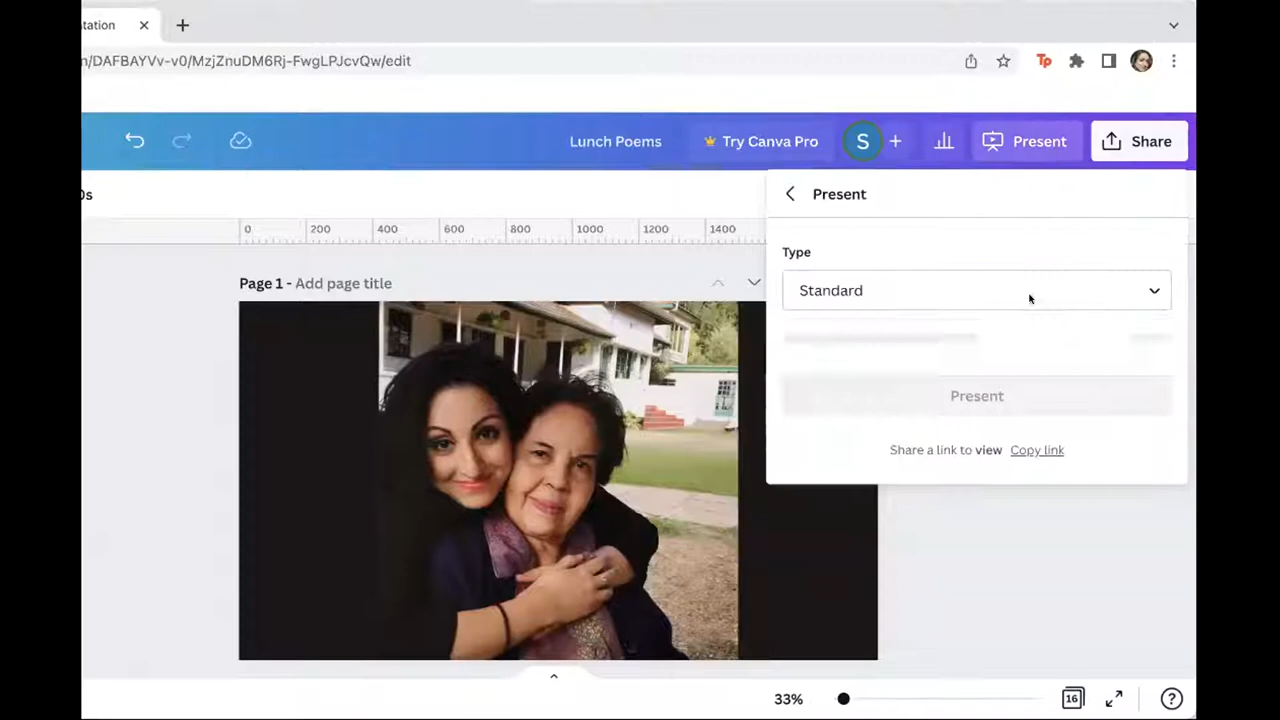 tation
n/DAFBAYVv-v0/MzjZnuDM6Rj-FwgLPJcvQw/edit
Tp
Lunch Poems
Try Canva Pro
S
Present
Share
0s
Present
0 200 400 600 800 1000 1200 1400
Type
Standard
Page 1 - Add page title
Present
Share a link to view Copy link
33%
16
?